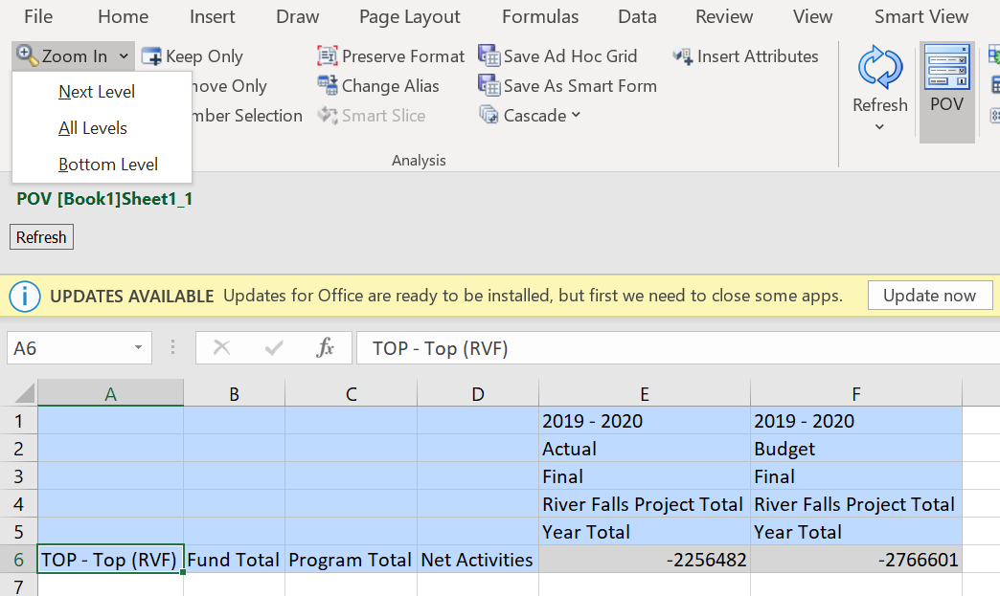 File Home Insert Draw Page Layout Formulas Data Review View Smart View
Zoom In Keep Only Preserve Format Save Ad Hoc Grid Insert Attributes
Next Level move Only Change Alias Save As Smart Form Refresh POV
All Levels mber Selection Smart Slice Cascade
Bottom Level Analysis
POV [Book1]Sheet1_1
Refresh
UPDATES AVAILABLE Updates for Office are ready to be installed, but first we need to close some apps. Update now
A6 fx TOP - Top (RVF)
A B C D E F
1 2019 - 2020 2019 - 2020
2 Actual Budget
3 Final Final
4 River Falls Project Total River Falls Project Total
5 Year Total Year Total
6 TOP - Top (RVF) Fund Total Program Total Net Activities -2256482 -2766601
7